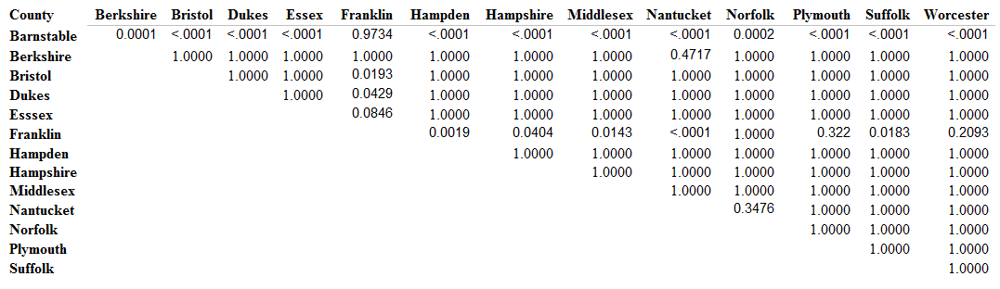 County Berkshire Bristol Dukes Essex Franklin Hampden Hampshire Middlesex Nantucket Norfolk Plymouth Suffolk Worcester
Barnstable 0.0001 <.0001 <.0001 <.0001 0.9734 <.0001 <.0001 <.0001 <.0001 0.0002 <.0001 <.0001 <.0001
Berkshire 1.0000 1.0000 1.0000 1.0000 1.0000 1.0000 1.0000 0.4717 1.0000 1.0000 1.0000 1.0000
Bristol 1.0000 1.0000 0.0193 1.0000 1.0000 1.0000 1.0000 1.0000 1.0000 1.0000 1.0000
Dukes 1.0000 0.0429 1.0000 1.0000 1.0000 1.0000 1.0000 1.0000 1.0000 1.0000
Esssex 0.0846 1.0000 1.0000 1.0000 1.0000 1.0000 1.0000 1.0000 1.0000
Franklin 0.0019 0.0404 0.0143 <.0001 1.0000 0.322 0.0183 0.2093
Hampden 1.0000 1.0000 1.0000 1.0000 1.0000 1.0000 1.0000
Hampshire 1.0000 1.0000 1.0000 1.0000 1.0000 1.0000
Middlesex 1.0000 1.0000 1.0000 1.0000 1.0000
Nantucket 0.3476 1.0000 1.0000 1.0000
Norfolk 1.0000 1.0000 1.0000
Plymouth 1.0000 1.0000
Suffolk 1.0000